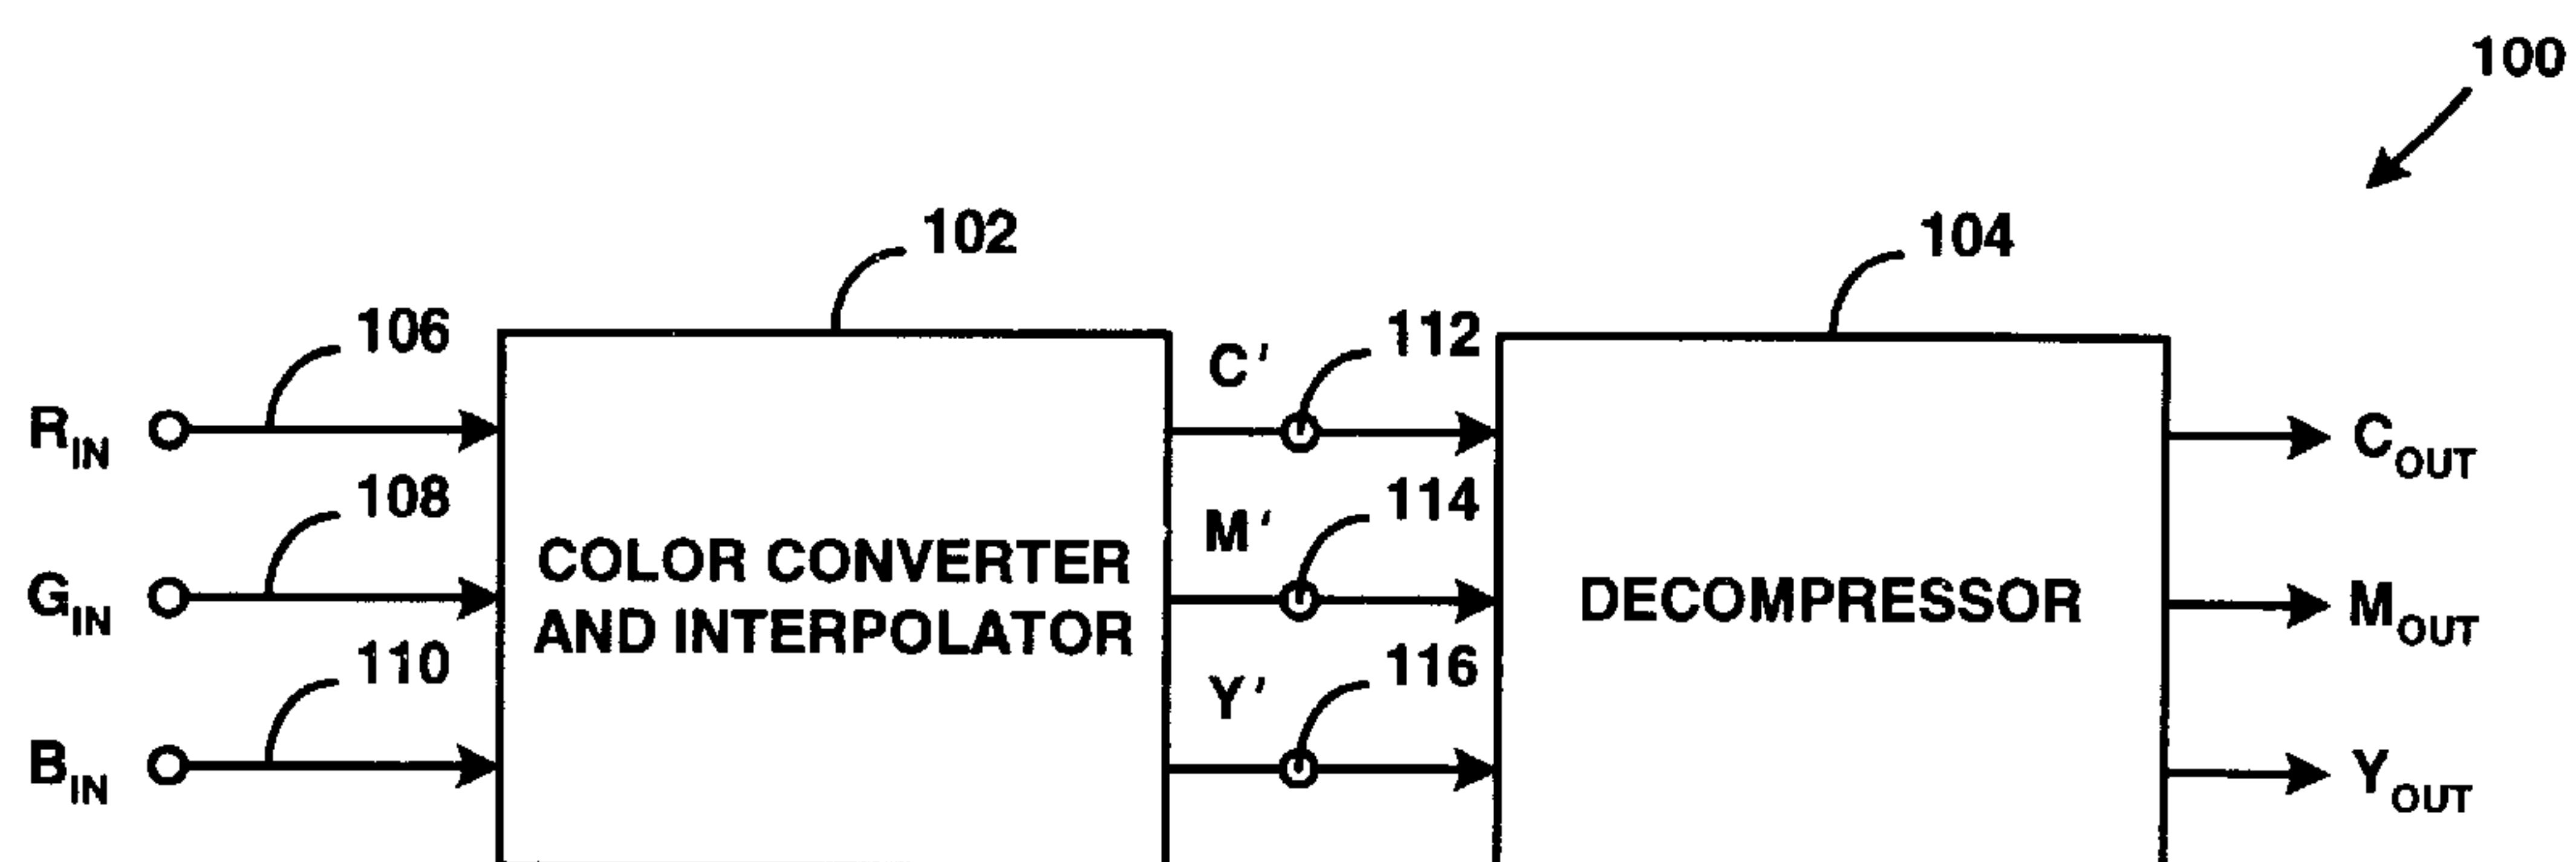 100
102
104
106
112
C'
R_IN
C_OUT
108
114
M'
COLOR CONVERTER
AND INTERPOLATOR
DECOMPRESSOR
G_IN
M_OUT
110
116
Y'
B_IN
Y_OUT